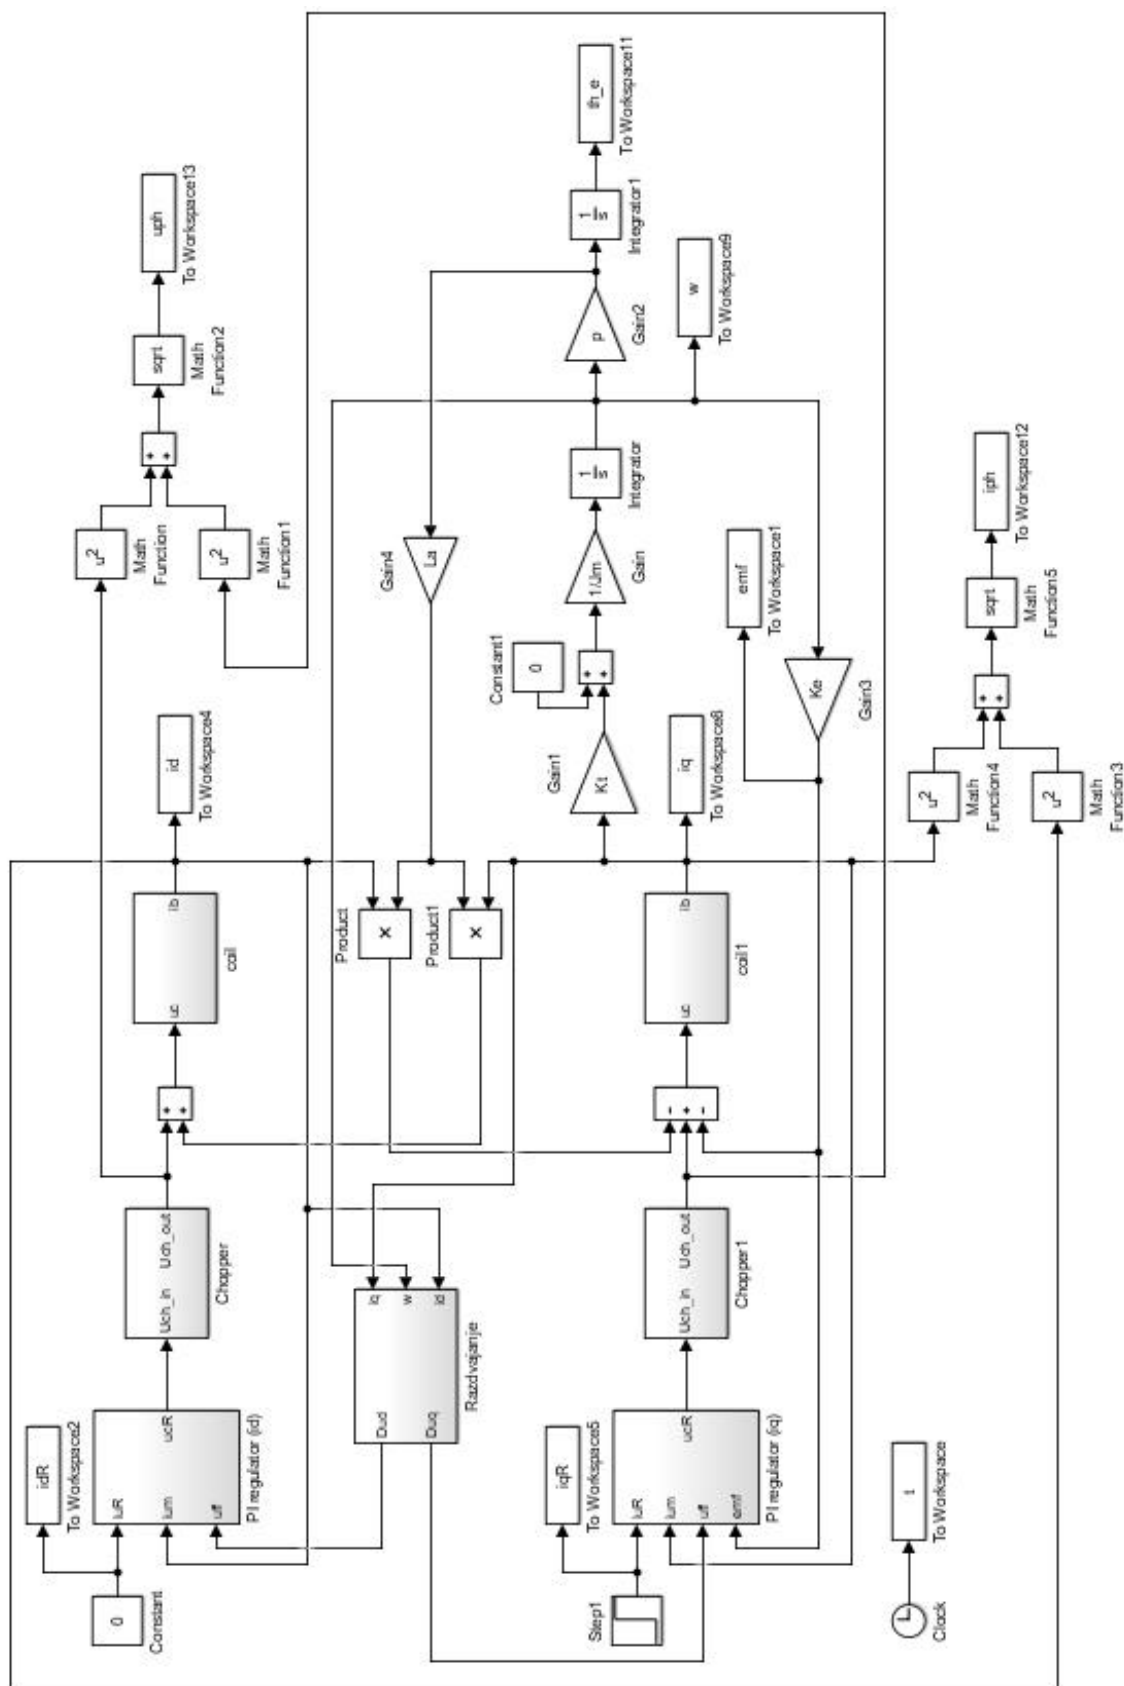 0
Constant
idR
To Workspace2
iuR
ium
uff
ucR
PI regulator (id)
Uch_in
Uch_out
Chopper
+
+
uc
ib
coil
id
To Workspace4
u²
Math
Function
u²
Math
Function1
+
+
sqrt
Math
Function2
uph
To Workspace13
Dud
Duq
iq
w
id
Razdvajanje
Product
×
Product1
×
Gain4
La
Constant1
0
Gain1
Kt
+
+
1/Jm
Gain
1
s
Integrator
p
Gain2
1
s
Integrator1
th_e
To Workspace11
w
To Workspace9
Step1
iqR
To Workspace5
iuR
ium
uff
emf
ucR
PI regulator (iq)
Uch_in
Uch_out
Chopper1
-
+
-
uc
ib
coil1
iq
To Workspace6
emf
To Workspace1
Ke
Gain3
Clock
t
To Workspace
u²
Math
Function4
u²
Math
Function3
+
+
sqrt
Math
Function5
iph
To Workspace12